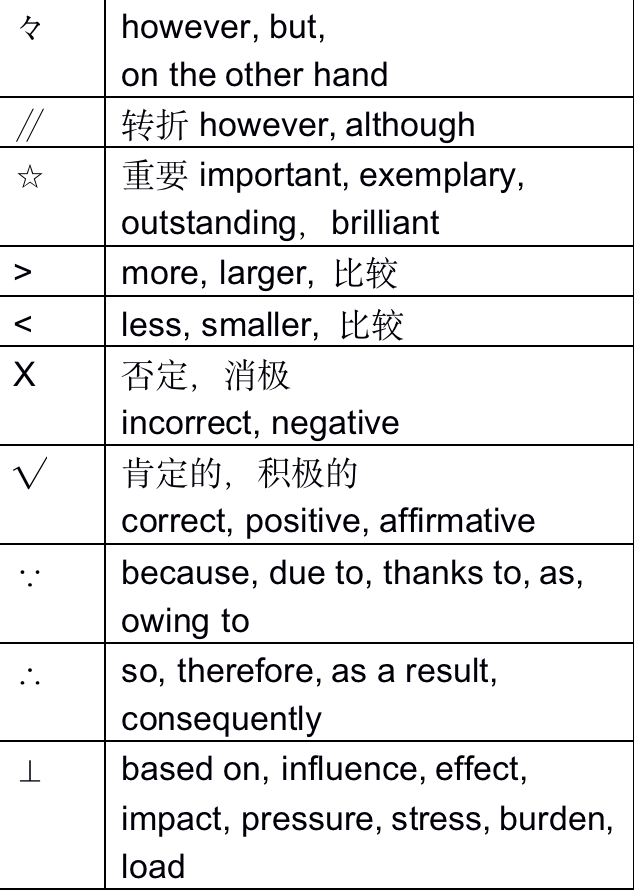 々 however, but,
on the other hand
// 转折 however, although
☆ 重要 important, exemplary,
outstanding, brilliant
> more, larger, 比较
< less, smaller, 比较
X 否定, 消极
incorrect, negative
√ 肯定的, 积极的
correct, positive, affirmative
∵ because, due to, thanks to, as,
owing to
∴ so, therefore, as a result,
consequently
⊥ based on, influence, effect,
impact, pressure, stress, burden,
load